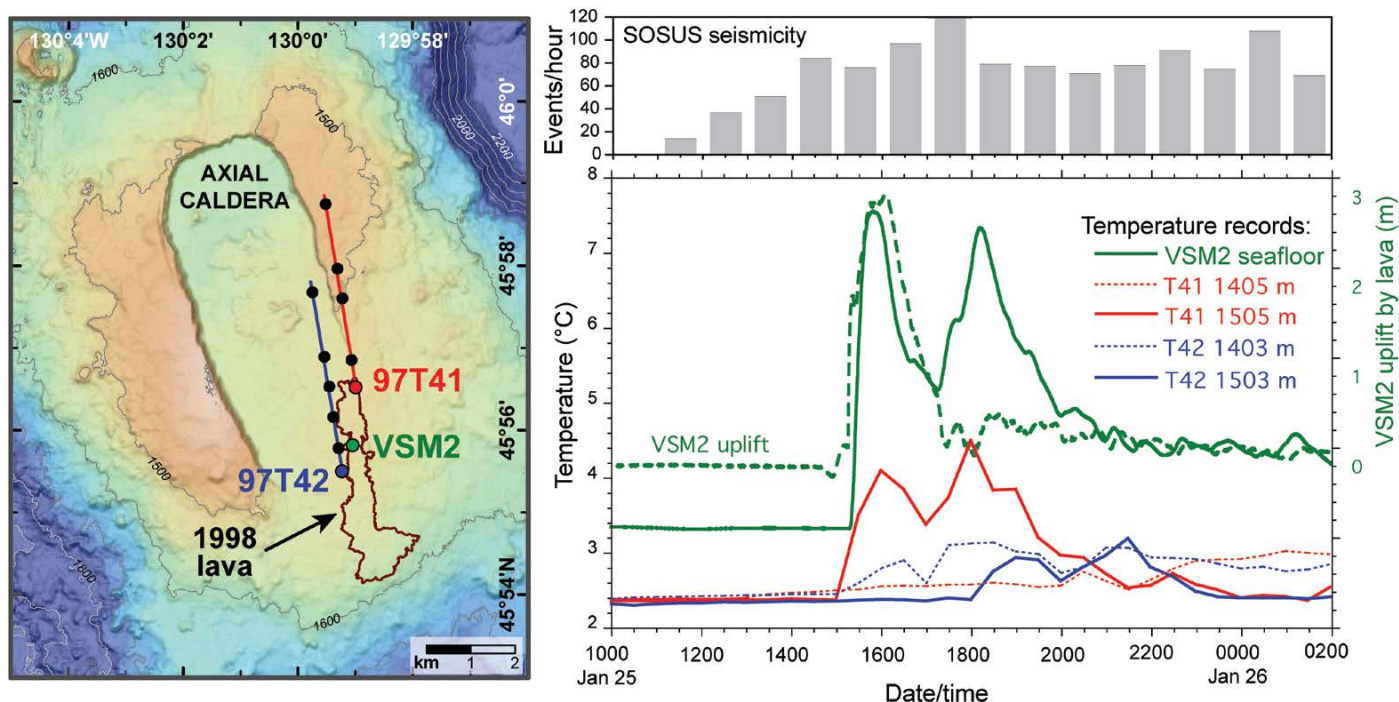 130°4'W
130°2'
130°0'
129°58'
1600
1500
46°0'
2000
2200
AXIAL
CALDERA
45°58'
97T41
45°56'
VSM2
97T42
1500
1998
lava
45°54'N
1800
1600
km 1 2
SOSUS seismicity
Events/hour
120
100
80
60
40
20
0
8
7
6
5
4
3
2
Temperature (°C)
VSM2 uplift
Temperature records:
VSM2 seafloor
T41 1405 m
T41 1505 m
T42 1403 m
T42 1503 m
3
2
1
0
VSM2 uplift by lava (m)
1000 1200 1400 1600 1800 2000 2200 0000 0200
Jan 25 Jan 26
Date/time